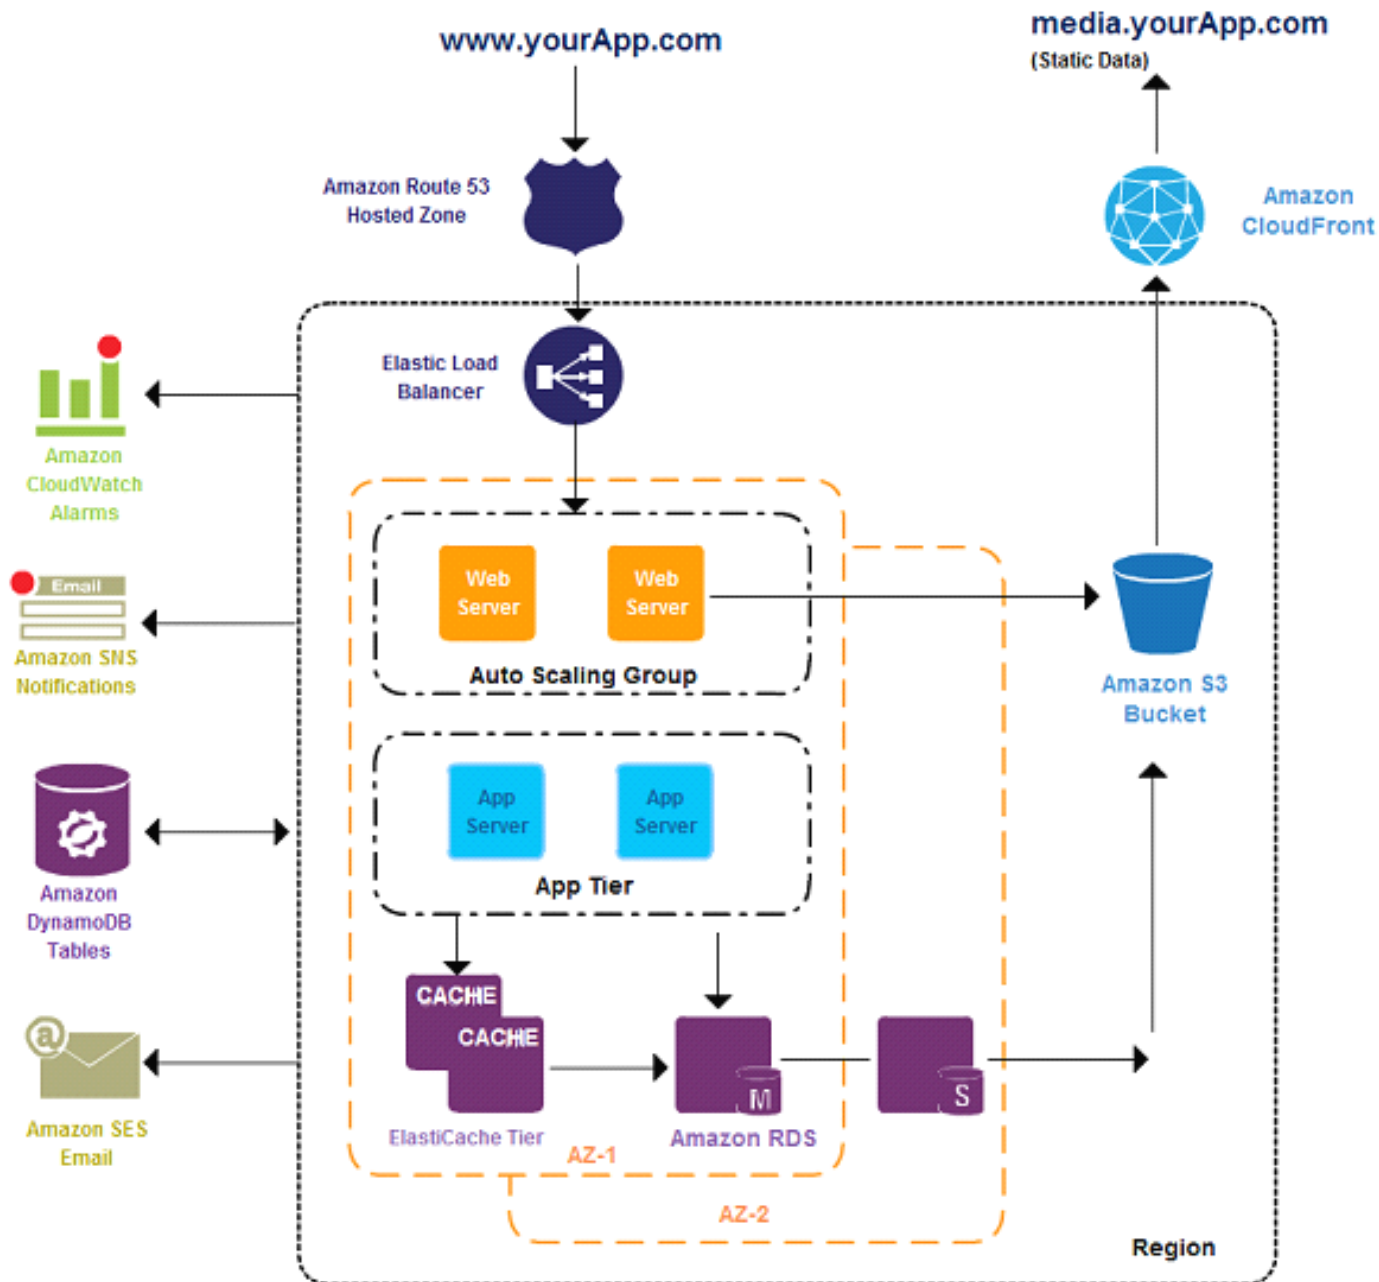 www.yourApp.com
media.yourApp.com
(Static Data)
Amazon Route 53
Hosted Zone
Amazon
CloudFront
Elastic Load
Balancer
Amazon
CloudWatch
Alarms
Web
Server
Web
Server
Auto Scaling Group
Email
Amazon SNS
Notifications
Amazon S3
Bucket
App
Server
App
Server
App Tier
Amazon
DynamoDB
Tables
CACHE
CACHE
M
S
ElastiCache Tier
Amazon RDS
@
Amazon SES
Email
AZ-1
AZ-2
Region